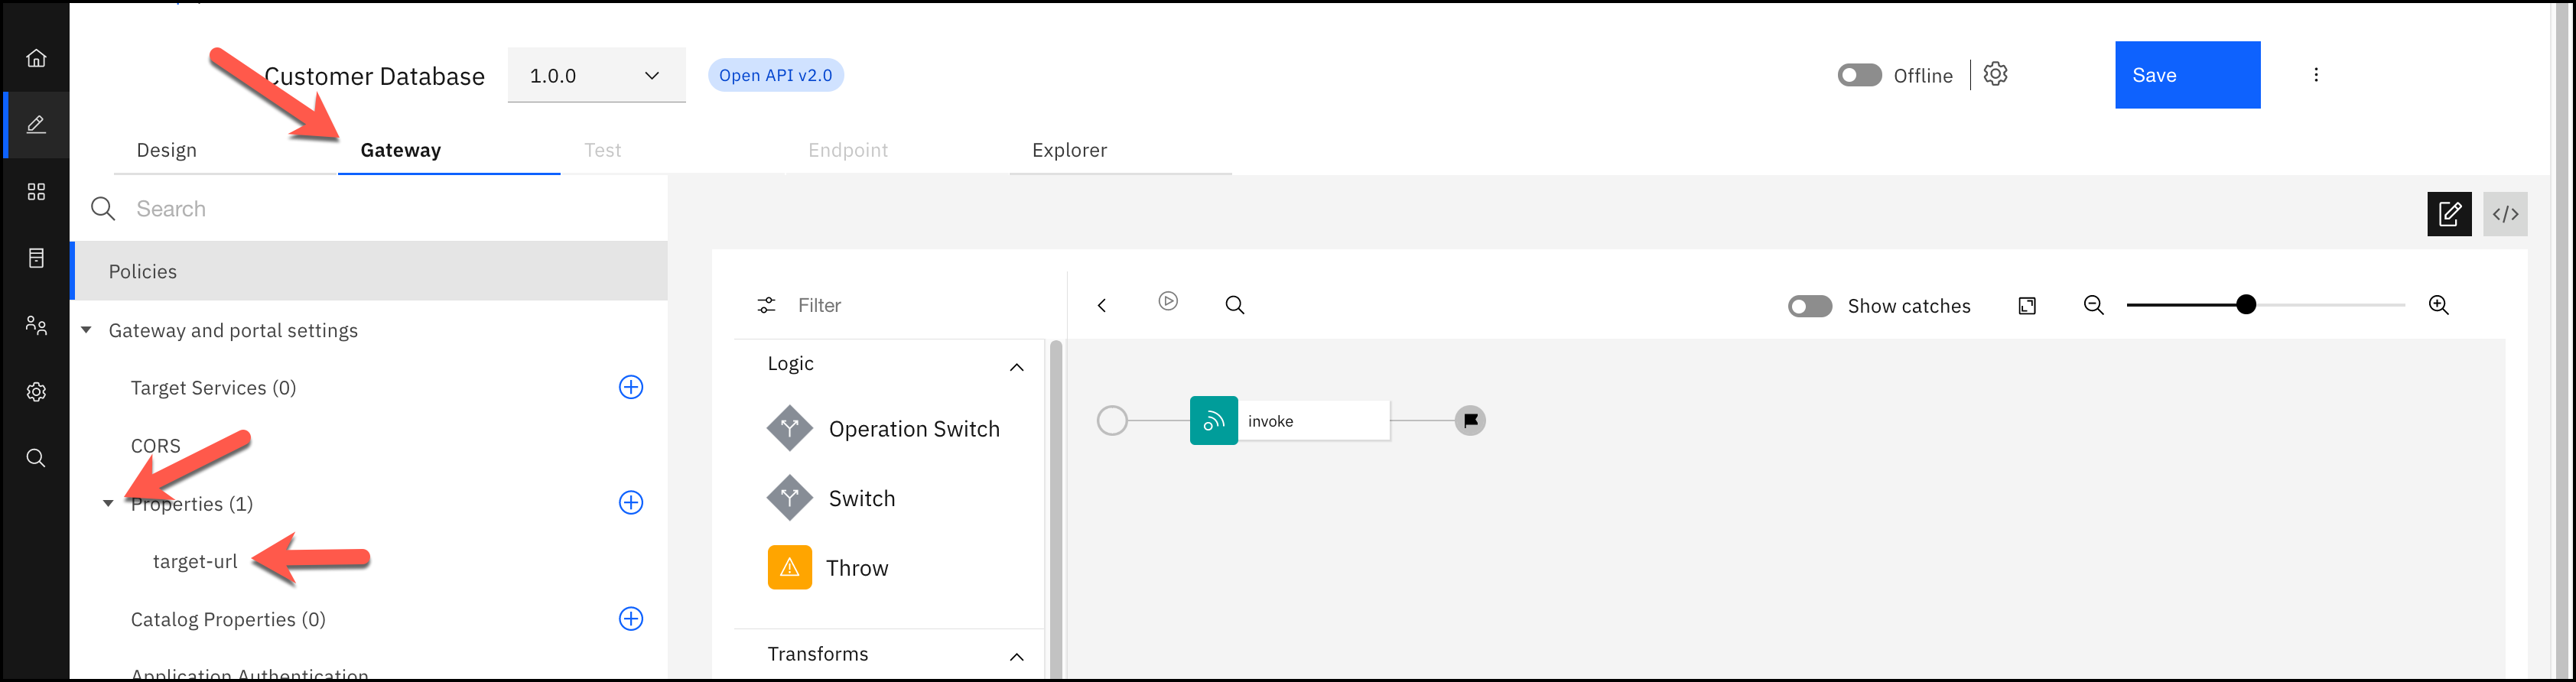 Customer Database
1.0.0
Open API v2.0
Offline
Save
Design
Gateway
Test
Endpoint
Explorer
Search
Policies
Filter
Show catches
Gateway and portal settings
Logic
Target Services (0)
Operation Switch
invoke
CORS
Switch
Properties (1)
target-url
Throw
Catalog Properties (0)
Transforms
Application Authentication